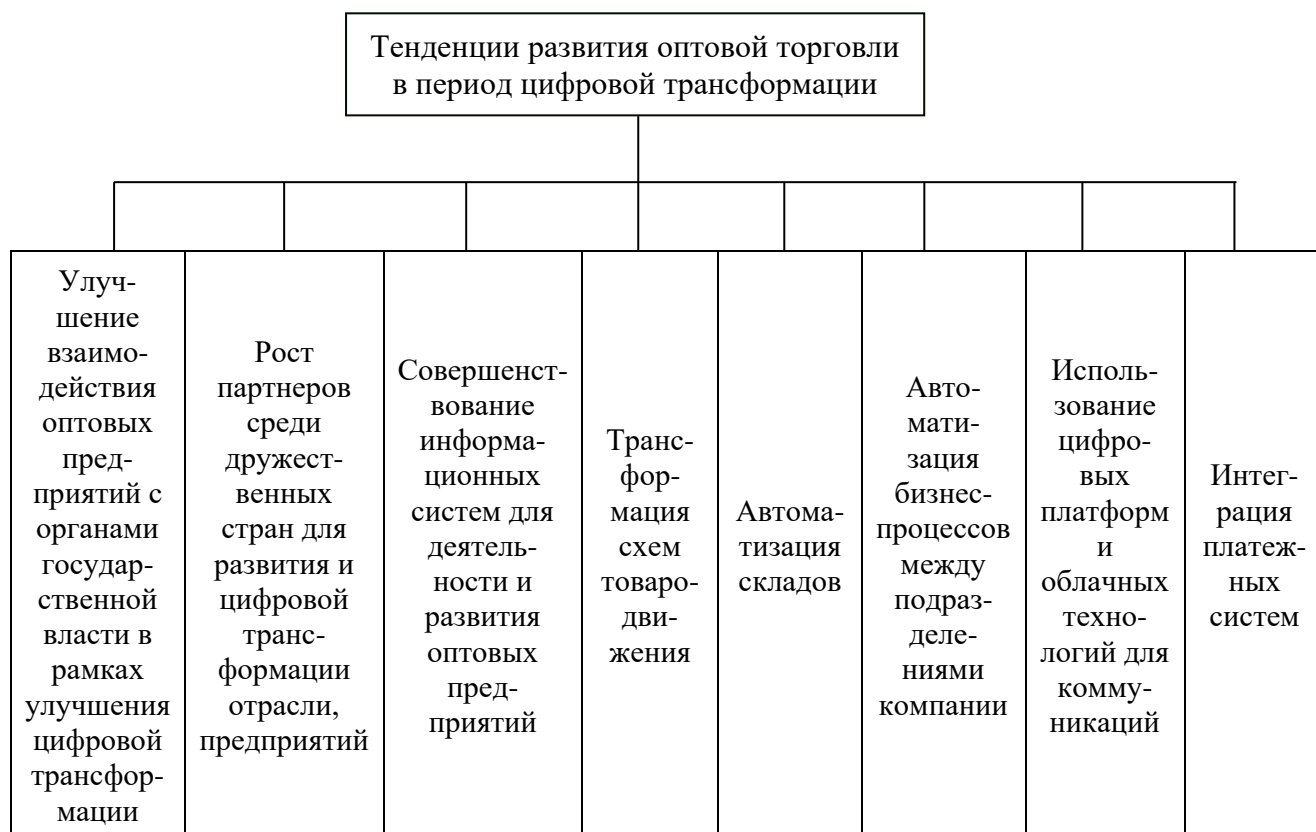 Тенденции развития оптовой торговли
в период цифровой трансформации
Улуч-
шение
взаимо-
действия
оптовых
пред-
приятий с
органами
государ-
ственной
власти в
рамках
улучшения
цифровой
трансфор-
мации
Рост
партнеров
среди
дружест-
венных
стран для
развития и
цифровой
транс-
формации
отрасли,
предприятий
Совершенст-
вование
информа-
ционных
систем для
деятель-
ности и
развития
оптовых
пред-
приятий
Транс-
фор-
мация
схем
товаро-
дви-
жения
Автома-
тизация
складов
Авто-
мати-
зация
бизнес-
процессов
между
подраз-
деле-
ниями
компании
Исполь-
зование
цифро-
вых
платформ
и
облачных
техно-
логий для
комму-
никаций
Интег-
рация
платеж-
ных
систем